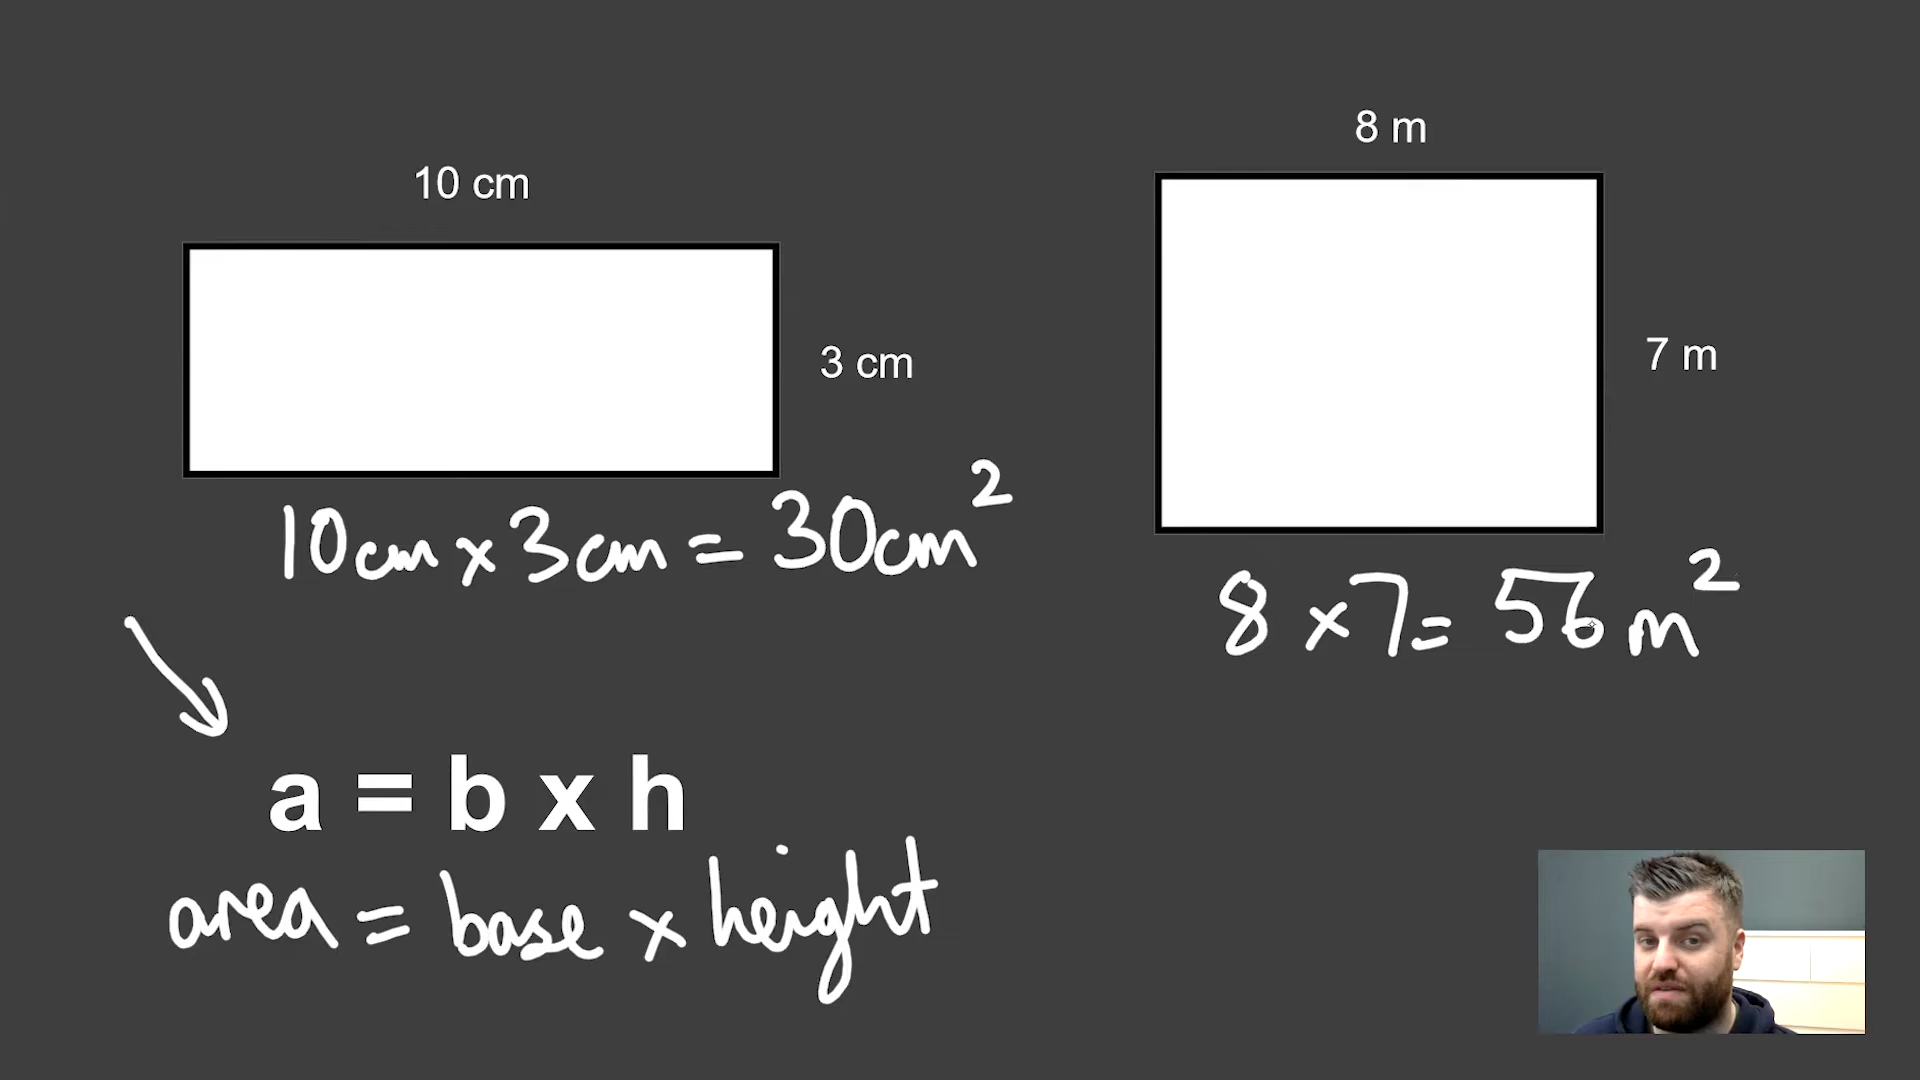 10 cm
3 cm
10cm x 3cm = 30cm²
a = b x h
area = base x height
8 m
7 m
8 x 7 = 56 m²